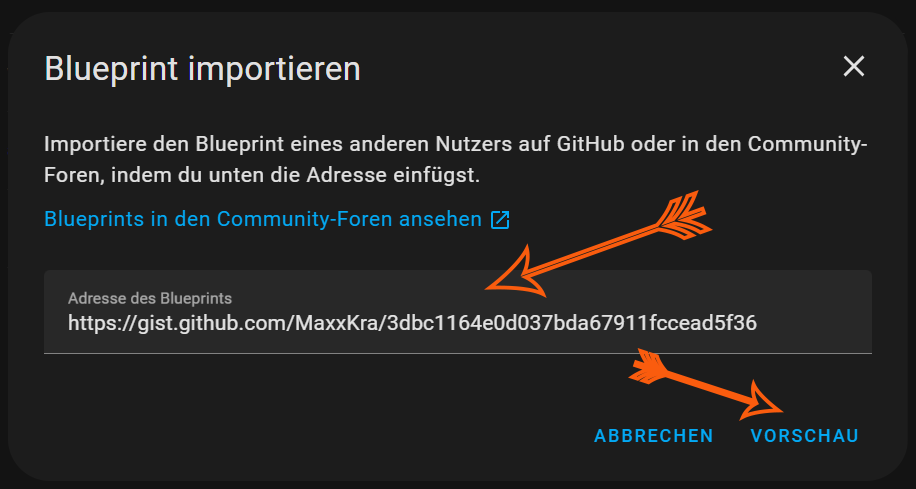 Blueprint importieren
Importiere den Blueprint eines anderen Nutzers auf GitHub oder in den Community-
Foren, indem du unten die Adresse einfügst.
Blueprints in den Community-Foren ansehen
Adresse des Blueprints
https://gist.github.com/MaxxKra/3dbc1164e0d037bda67911fccead5f36
ABBRECHEN VORSCHAU